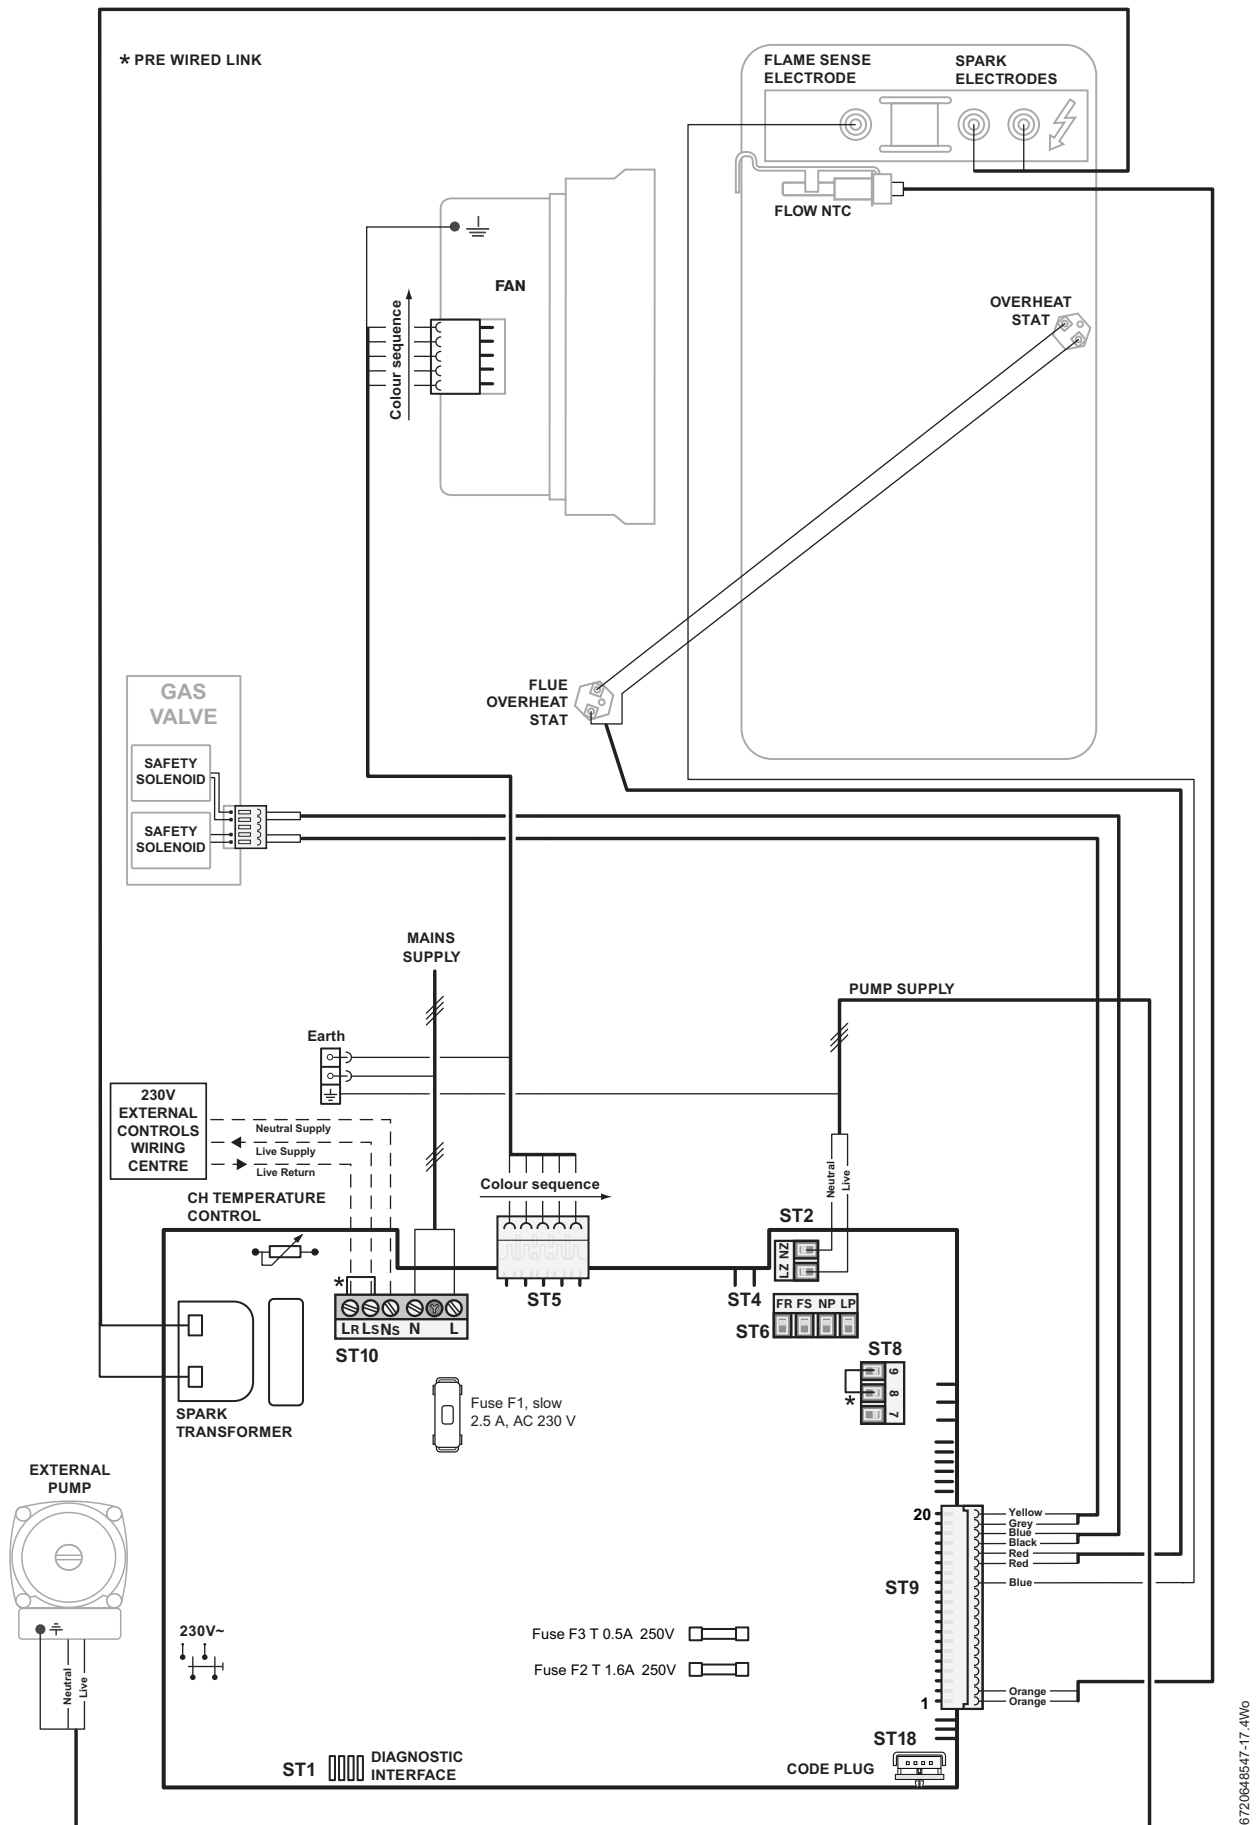 * PRE WIRED LINK
FLAME SENSE
ELECTRODE
SPARK
ELECTRODES
FLOW NTC
FAN
Colour sequence
OVERHEAT
STAT
FLUE
OVERHEAT
STAT
GAS
VALVE
SAFETY
SOLENOID
SAFETY
SOLENOID
MAINS
SUPPLY
PUMP SUPPLY
Earth
230V
EXTERNAL
CONTROLS
WIRING
CENTRE
Neutral Supply
Live Supply
Live Return
Neutral
Live
Colour sequence
CH TEMPERATURE
CONTROL
ST2
NZ
LZ
*
LR LS NS N L
ST10
ST5
ST4
FR FS NP LP
ST6
ST8
9
8
7
*
SPARK
TRANSFORMER
Fuse F1, slow
2.5 A, AC 230 V
EXTERNAL
PUMP
Neutral
Live
20
Yellow
Grey
Blue
Black
Red
Red
ST9
Blue
230V~
Fuse F3 T 0.5A 250V
Fuse F2 T 1.6A 250V
Orange
1
Orange
ST18
CODE PLUG
ST1
DIAGNOSTIC
INTERFACE
6720648547-17.4Wo